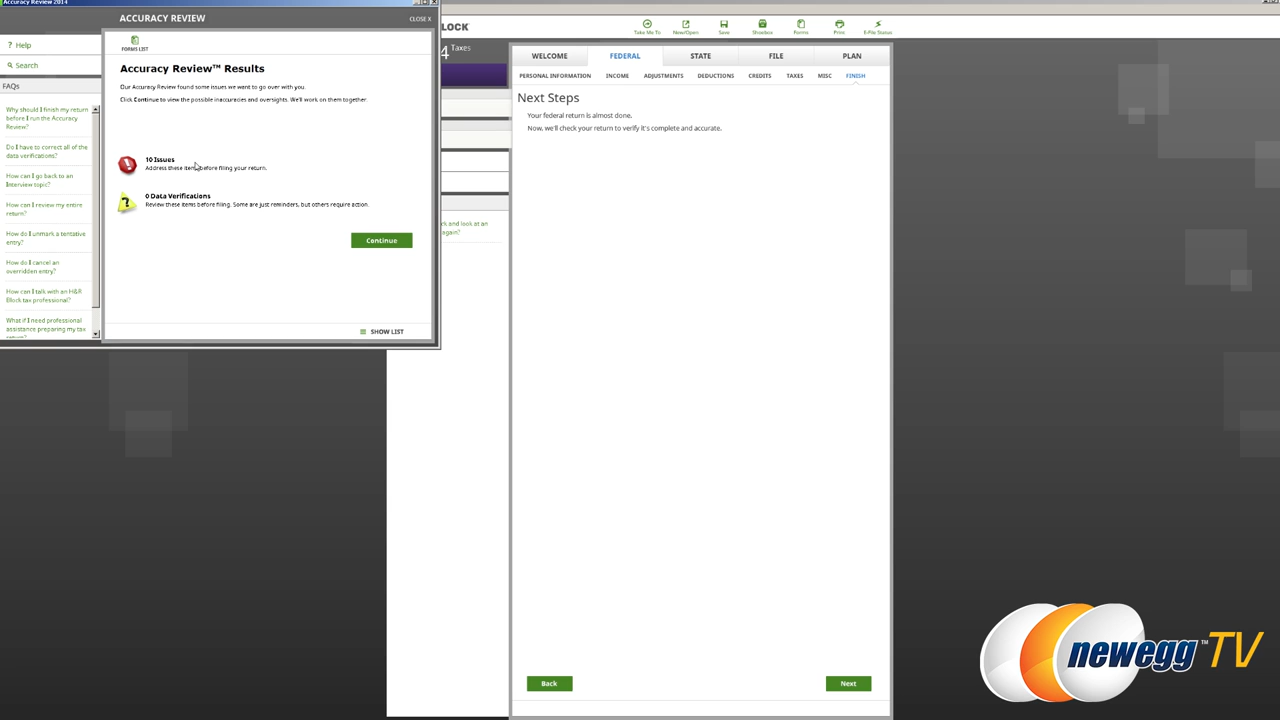 Accuracy Review 2014
ACCURACY REVIEW
CLOSE X
Help
Search
FAQs
Why should I finish my return
before I run the Accuracy
Review?
Do I have to correct all of the
data verifications?
How can I go back to an
Interview topic?
How can I review my entire
return?
How do I unmark a tentative
entry?
How do I cancel an
overridden entry?
How can I talk with an H&R
Block tax professional?
What if I need professional
assistance preparing my tax
return?
FORMS LIST
Accuracy Review™ Results
Our Accuracy Review found some issues we want to go over with you.
Click Continue to view the possible inaccuracies and oversights. We'll work on them together.
10 Issues
Address these items before filing your return.
0 Data Verifications
Review these items before filing. Some are just reminders, but others require action.
Continue
SHOW LIST
LOCK
4 Taxes
ck and look at an
again?
Take Me To
New/Open
Save
Shoebox
Forms
Print
E-File Status
WELCOME
FEDERAL
STATE
FILE
PLAN
PERSONAL INFORMATION
INCOME
ADJUSTMENTS
DEDUCTIONS
CREDITS
TAXES
MISC
FINISH
Next Steps
Your federal return is almost done.
Now, we'll check your return to verify it's complete and accurate.
Back
Next
newegg™TV